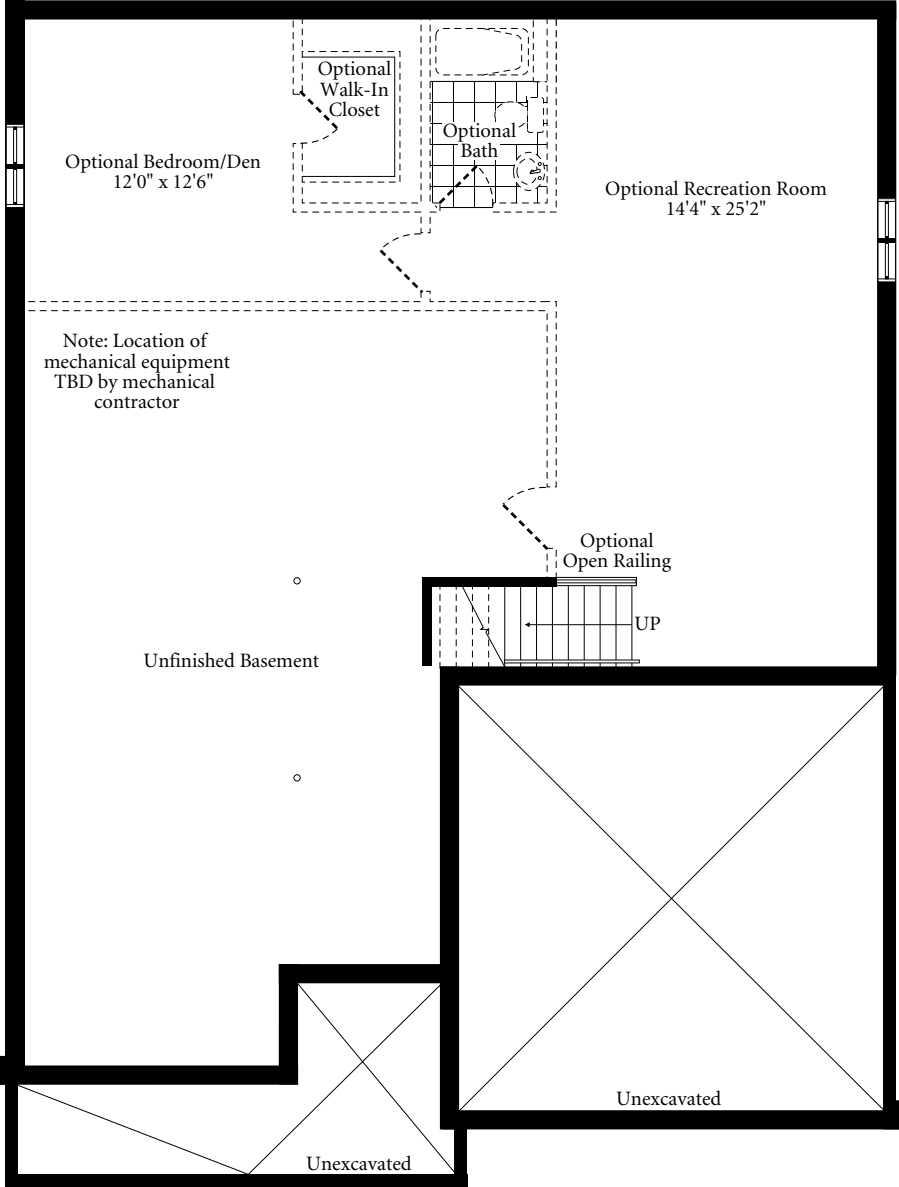 Optional
Walk-In
Closet
Optional
Bath
Optional Bedroom/Den
12'0" x 12'6"
Optional Recreation Room
14'4" x 25'2"
Note: Location of
mechanical equipment
TBD by mechanical
contractor
Optional
Open Railing
UP
Unfinished Basement
Unexcavated
Unexcavated